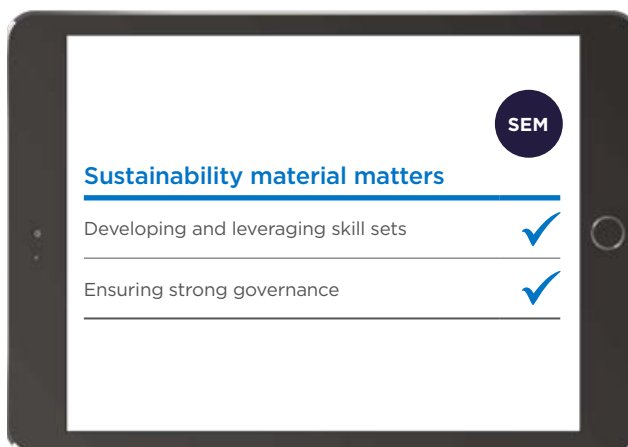 SEM
Sustainability material matters
Developing and leveraging skill sets
Ensuring strong governance